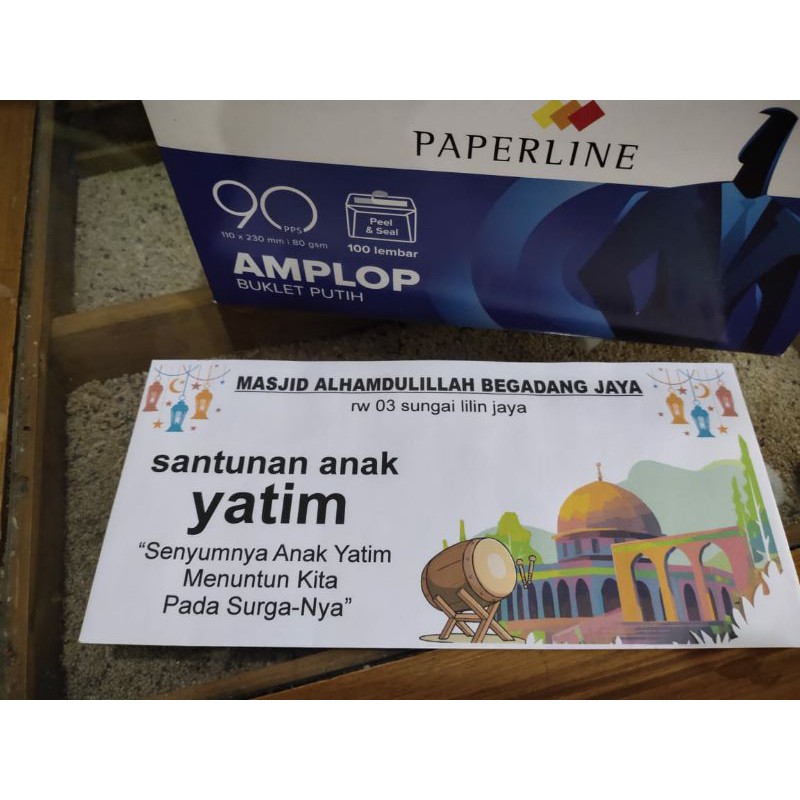 PAPERLINE
90 PPS
110 x 230 mm : 80 gsm
Peel
& Seal
100 lembar
AMPLOP
BUKLET PUTIH
MASJID ALHAMDULILLAH BEGADANG JAYA
rw 03 sungai lilin jaya
santunan anak
yatim
“Senyumnya Anak Yatim
Menuntun Kita
Pada Surga-Nya”